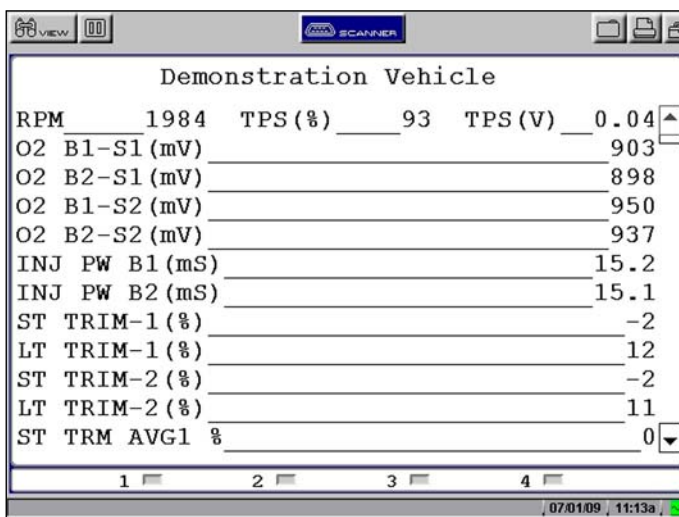 VIEW SCANNER
Demonstration Vehicle
RPM 1984 TPS(%) 93 TPS(V) 0.04
O2 B1-S1(mV) 903
O2 B2-S1(mV) 898
O2 B1-S2(mV) 950
O2 B2-S2(mV) 937
INJ PW B1(mS) 15.2
INJ PW B2(mS) 15.1
ST TRIM-1(%) -2
LT TRIM-1(%) 12
ST TRIM-2(%) -2
LT TRIM-2(%) 11
ST TRM AVG1 % 0
1 2 3 4
07/01/09 11:13a